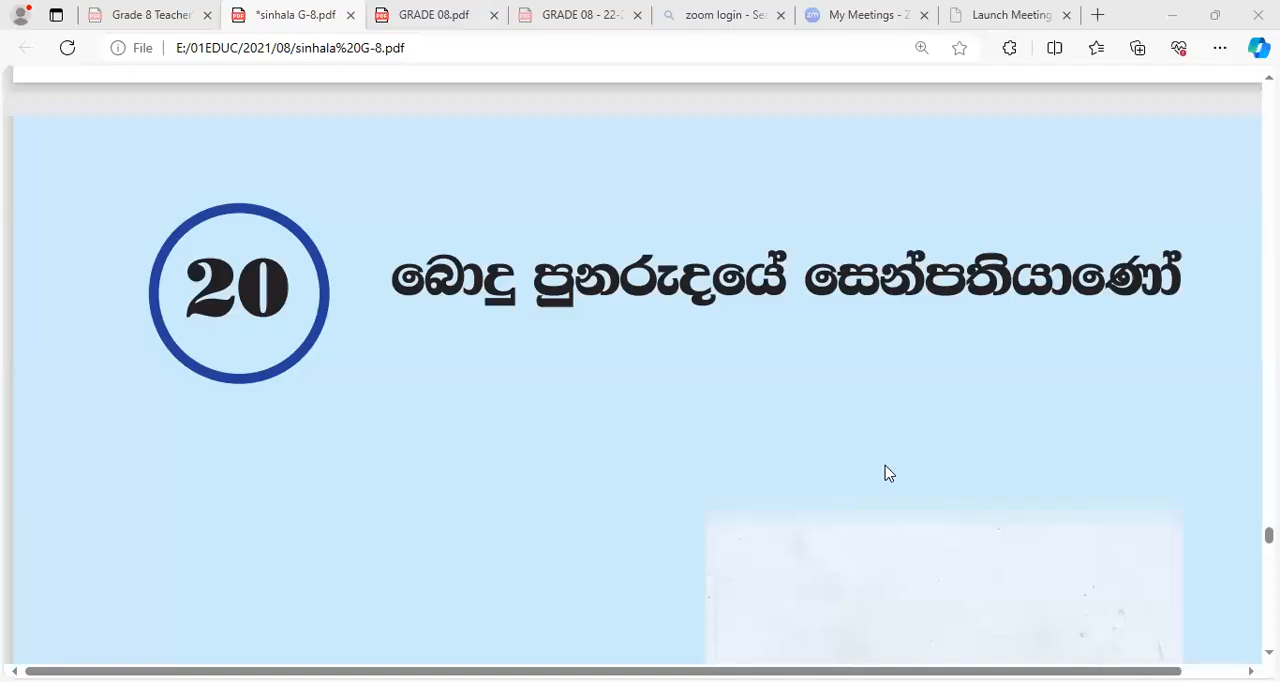 Grade 8 Teacher'
*sinhala G-8.pdf
GRADE 08.pdf
GRADE 08 - 22-
zoom login - Sea
My Meetings - Z
Launch Meeting
File
E:/01EDUC/2021/08/sinhala%20G-8.pdf
20
බොදු පුනරුදයේ සෙන්පතියාණෝ